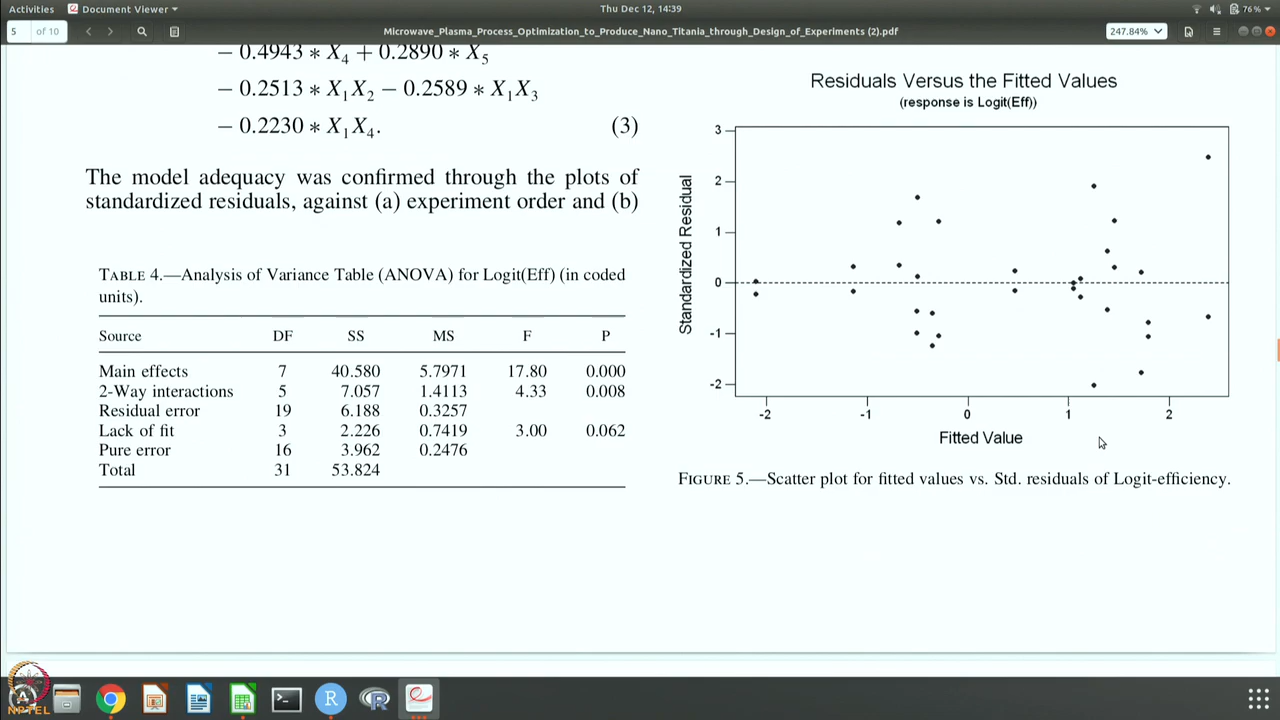 Activities
Document Viewer
Thu Dec 12, 14:39
76%
5 of 10
Microwave_Plasma_Process_Optimization_to_Produce_Nano_Titania_through_Design_of_Experiments (2).pdf
247.84%
− 0.4943 ∗ X4 + 0.2890 ∗ X5
− 0.2513 ∗ X1X2 − 0.2589 ∗ X1X3
− 0.2230 ∗ X1X4. (3)
The model adequacy was confirmed through the plots of
standardized residuals, against (a) experiment order and (b)
TABLE 4.—Analysis of Variance Table (ANOVA) for Logit(Eff) (in coded
units).
Source DF SS MS F P
Main effects 7 40.580 5.7971 17.80 0.000
2-Way interactions 5 7.057 1.4113 4.33 0.008
Residual error 19 6.188 0.3257
Lack of fit 3 2.226 0.7419 3.00 0.062
Pure error 16 3.962 0.2476
Total 31 53.824
Residuals Versus the Fitted Values
(response is Logit(Eff))
Standardized Residual
3
2
1
0
-1
-2
-2 -1 0 1 2
Fitted Value
FIGURE 5.—Scatter plot for fitted values vs. Std. residuals of Logit-efficiency.
NPTEL
R
R